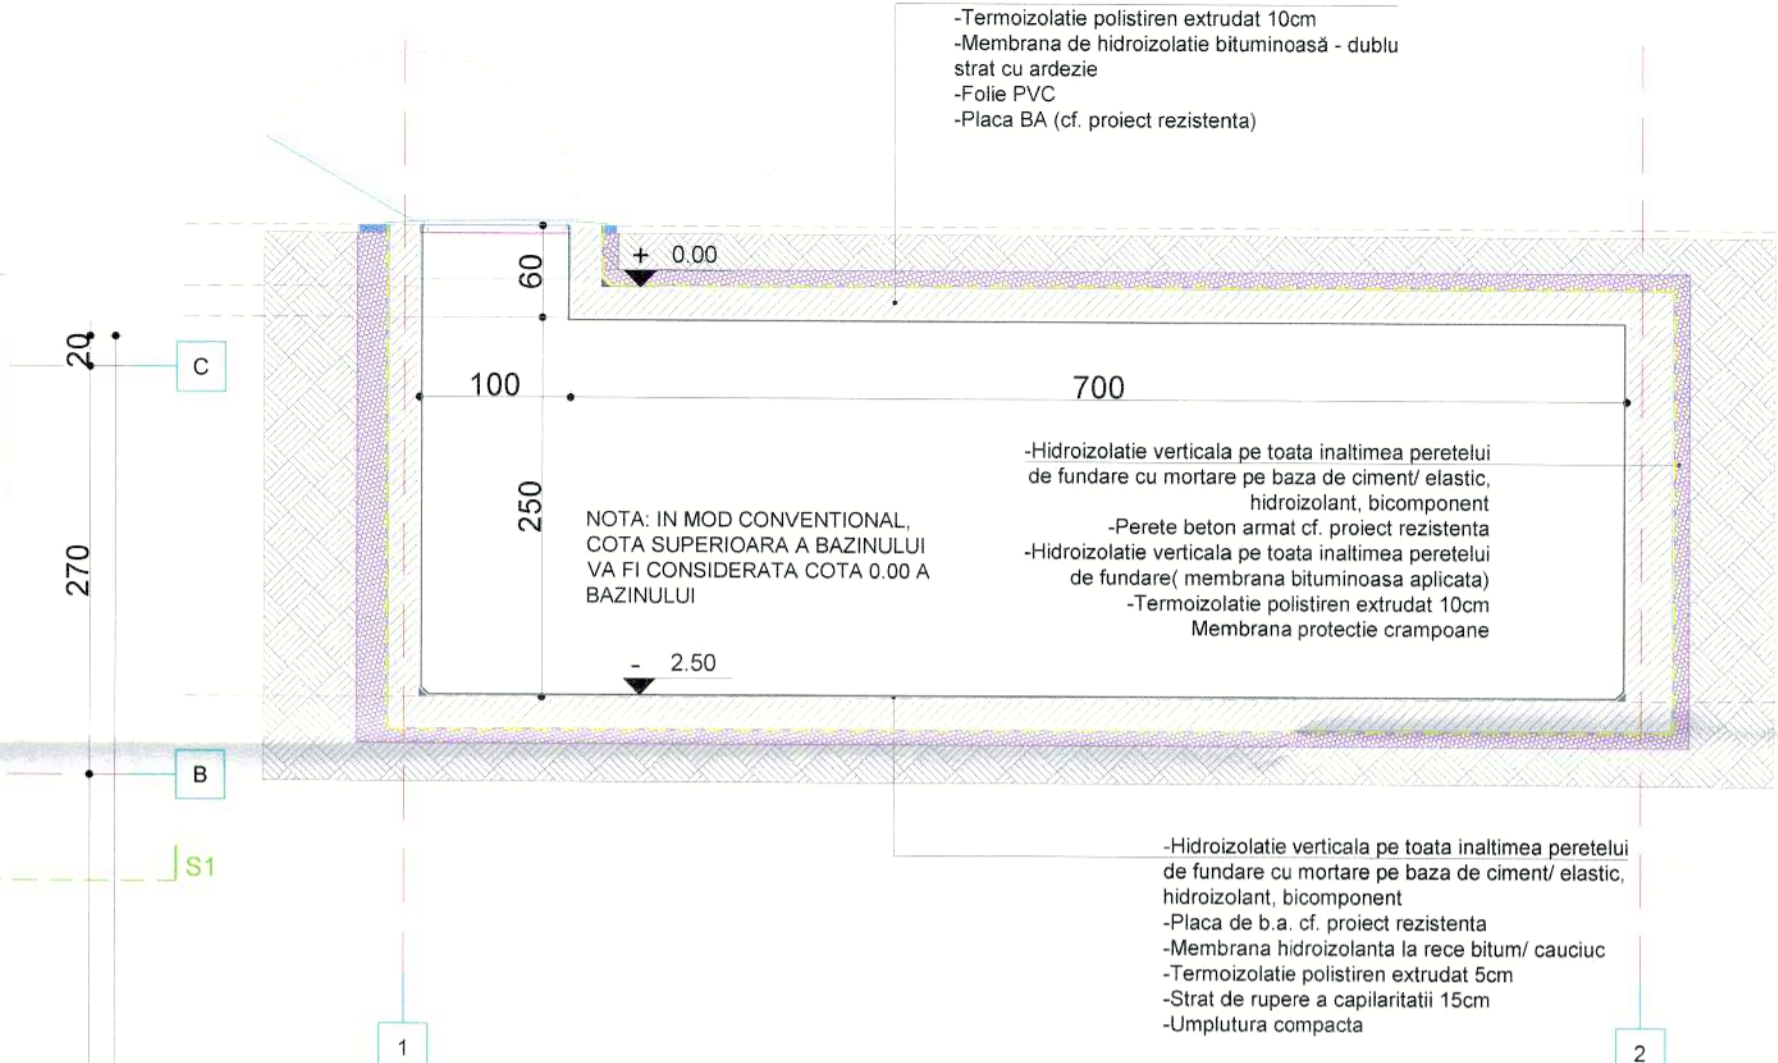 -Termoizolatie polistiren extrudat 10cm
-Membrana de hidroizolatie bituminoasă - dublu
strat cu ardezie
-Folie PVC
-Placa BA (cf. proiect rezistenta)
+ 0.00
60
20
C
100
700
250
270
-Hidroizolatie verticala pe toata inaltimea peretelui
de fundare cu mortare pe baza de ciment/ elastic,
hidroizolant, bicomponent
-Perete beton armat cf. proiect rezistenta
-Hidroizolatie verticala pe toata inaltimea peretelui
de fundare( membrana bituminoasa aplicata)
-Termoizolatie polistiren extrudat 10cm
Membrana protectie crampoane
NOTA: IN MOD CONVENTIONAL,
COTA SUPERIOARA A BAZINULUI
VA FI CONSIDERATA COTA 0.00 A
BAZINULUI
- 2.50
B
S1
-Hidroizolatie verticala pe toata inaltimea peretelui
de fundare cu mortare pe baza de ciment/ elastic,
hidroizolant, bicomponent
-Placa de b.a. cf. proiect rezistenta
-Membrana hidroizolanta la rece bitum/ cauciuc
-Termoizolatie polistiren extrudat 5cm
-Strat de rupere a capilaritatii 15cm
-Umplutura compacta
1
2